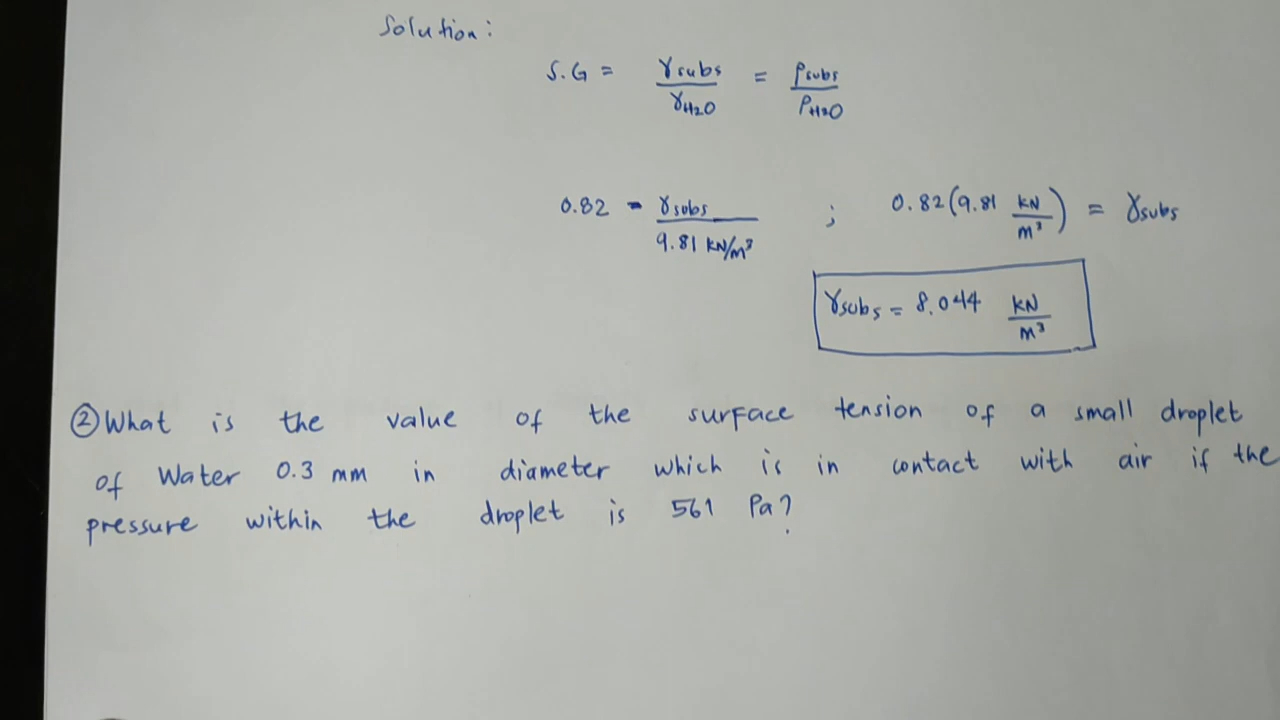 Solution:
S.G = γsubs/γH2O = ρsubs/ρH2O
0.82 = γsubs/9.81 kN/m³ ; 0.82(9.81 kN/m³) = γsubs
γsubs = 8.044 kN/m³
② What is the value of the surface tension of a small droplet
of Water 0.3 mm in diameter which is in contact with air if the
pressure within the droplet is 561 Pa?